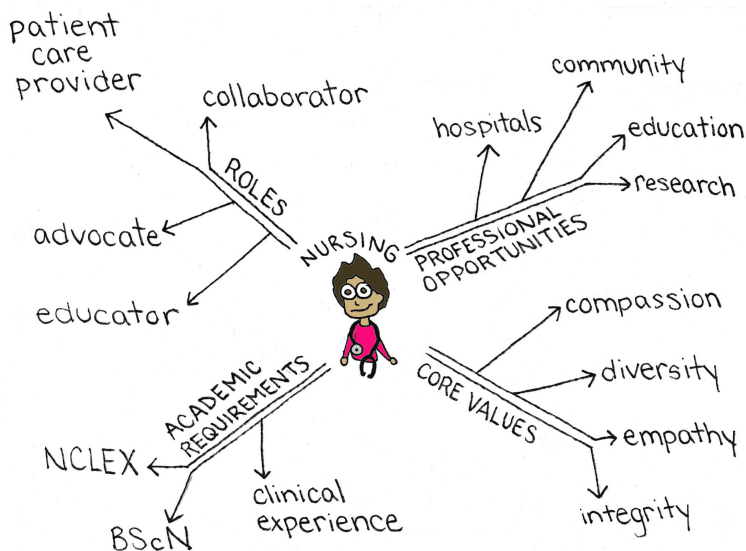 patient
care
provider
collaborator
ROLES
advocate
educator
NURSING
community
hospitals
education
research
PROFESSIONAL
OPPORTUNITIES
compassion
diversity
CORE VALUES
empathy
integrity
ACADEMIC
REQUIREMENTS
NCLEX
BScN
clinical
experience